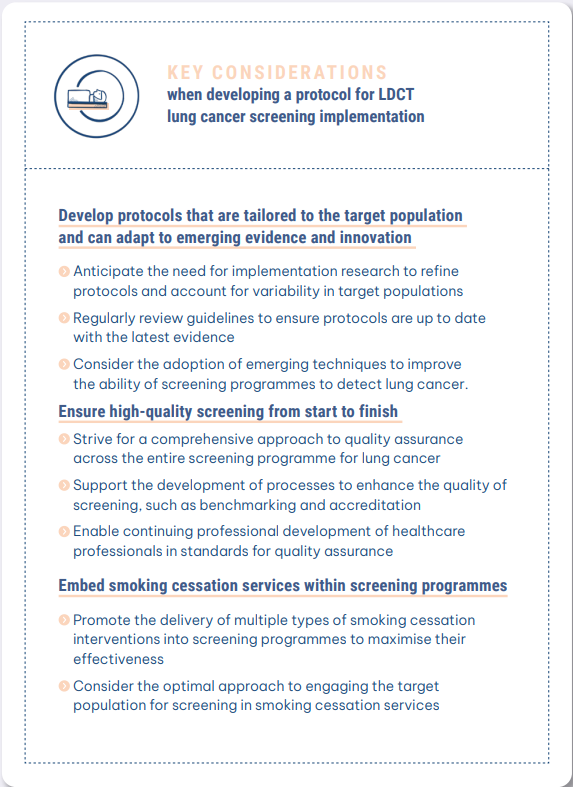 KEY CONSIDERATIONS
when developing a protocol for LDCT
lung cancer screening implementation
Develop protocols that are tailored to the target population
and can adapt to emerging evidence and innovation
Anticipate the need for implementation research to refine
protocols and account for variability in target populations
Regularly review guidelines to ensure protocols are up to date
with the latest evidence
Consider the adoption of emerging techniques to improve
the ability of screening programmes to detect lung cancer.
Ensure high-quality screening from start to finish
Strive for a comprehensive approach to quality assurance
across the entire screening programme for lung cancer
Support the development of processes to enhance the quality of
screening, such as benchmarking and accreditation
Enable continuing professional development of healthcare
professionals in standards for quality assurance
Embed smoking cessation services within screening programmes
Promote the delivery of multiple types of smoking cessation
interventions into screening programmes to maximise their
effectiveness
Consider the optimal approach to engaging the target
population for screening in smoking cessation services